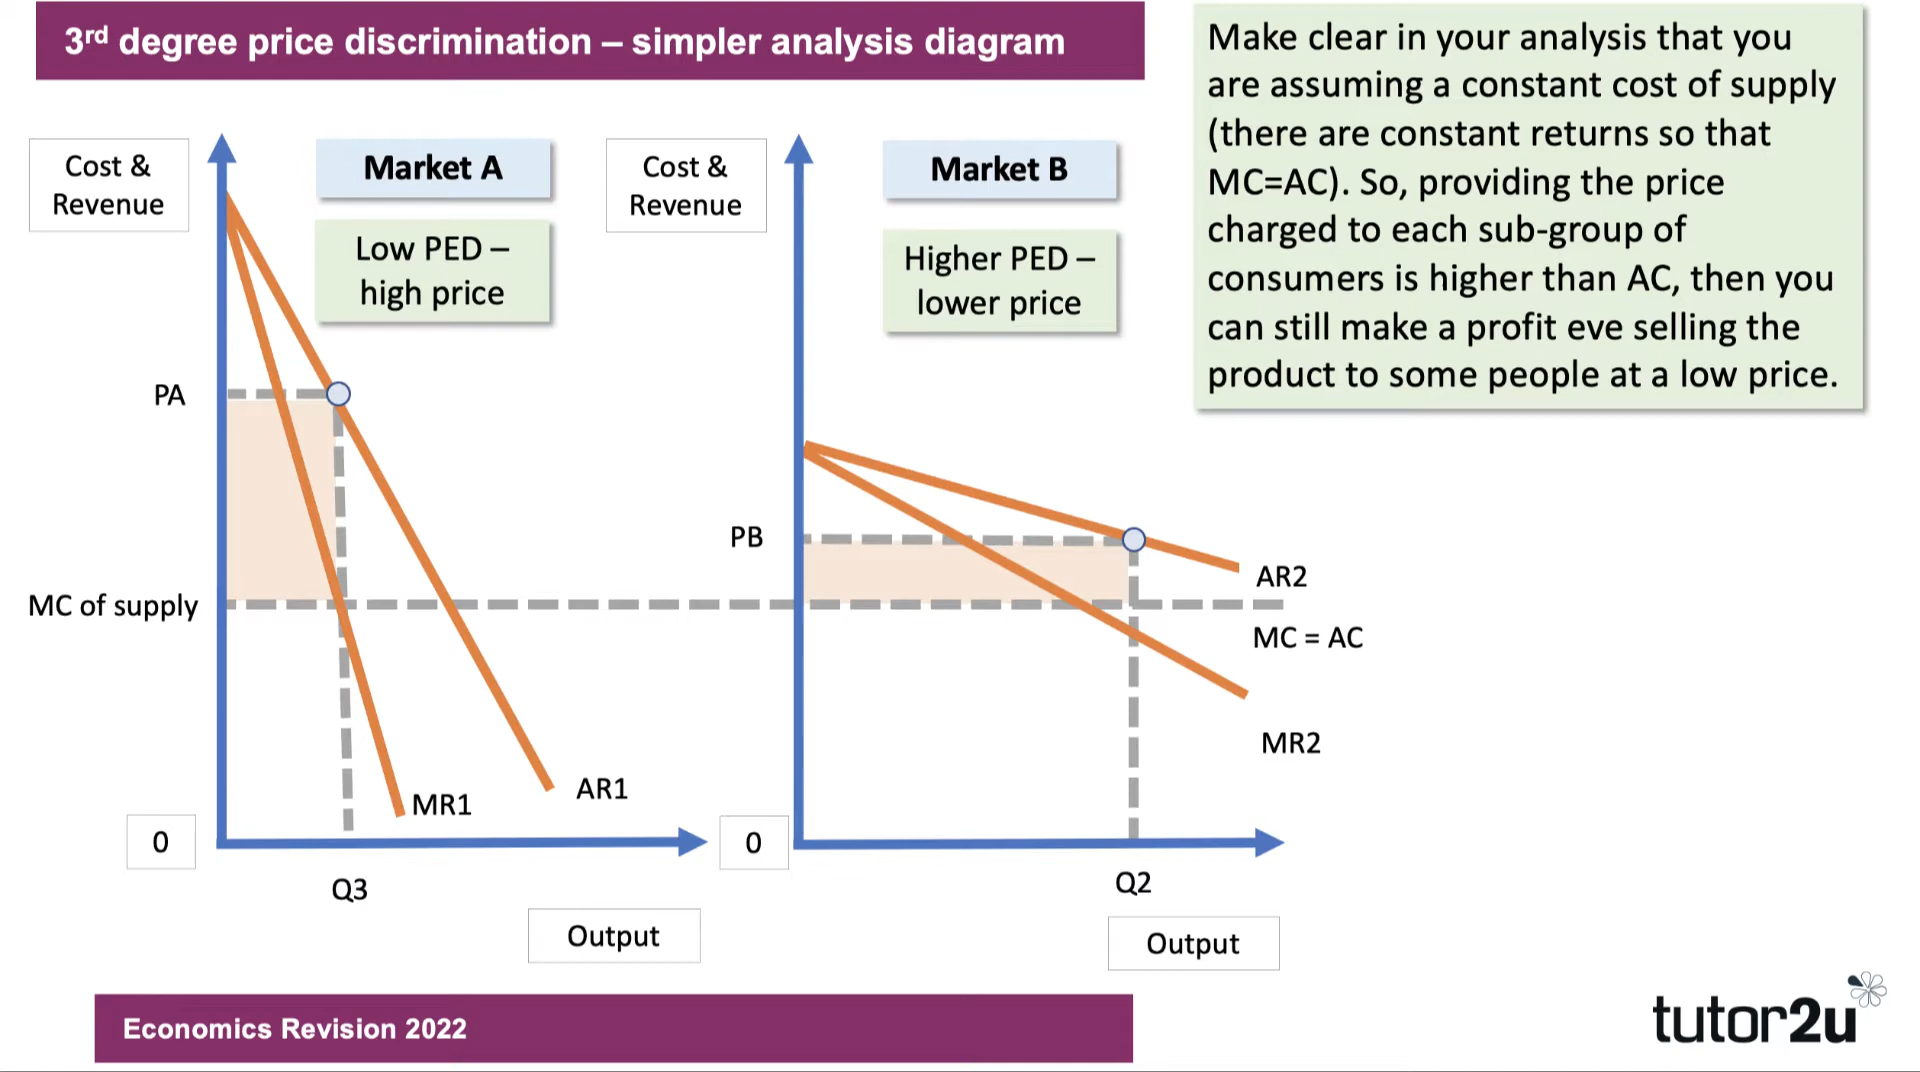 3rd degree price discrimination – simpler analysis diagram
Make clear in your analysis that you
are assuming a constant cost of supply
(there are constant returns so that
MC=AC). So, providing the price
charged to each sub-group of
consumers is higher than AC, then you
can still make a profit eve selling the
product to some people at a low price.
Cost &
Revenue
Market A
Low PED –
high price
PA
MC of supply
MR1
AR1
0
Q3
Output
Cost &
Revenue
Market B
Higher PED –
lower price
PB
AR2
MC = AC
MR2
0
Q2
Output
Economics Revision 2022
tutor2u